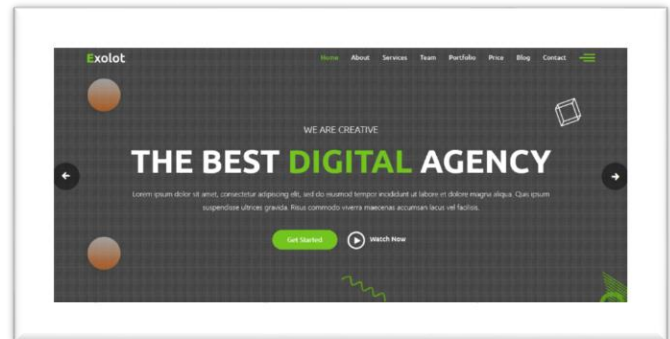 Exolot
Home About Services Team Portfolio Price Blog Contact
WE ARE CREATIVE
THE BEST DIGITAL AGENCY
Lorem ipsum dolor sit amet, consectetur adipiscing elit, sed do eiusmod tempor incididunt ut labore et dolore magna aliqua. Quis ipsum
suspendisse ultrices gravida. Risus commodo viverra maecenas accumsan lacus vel facilisis.
Get Started Watch Now